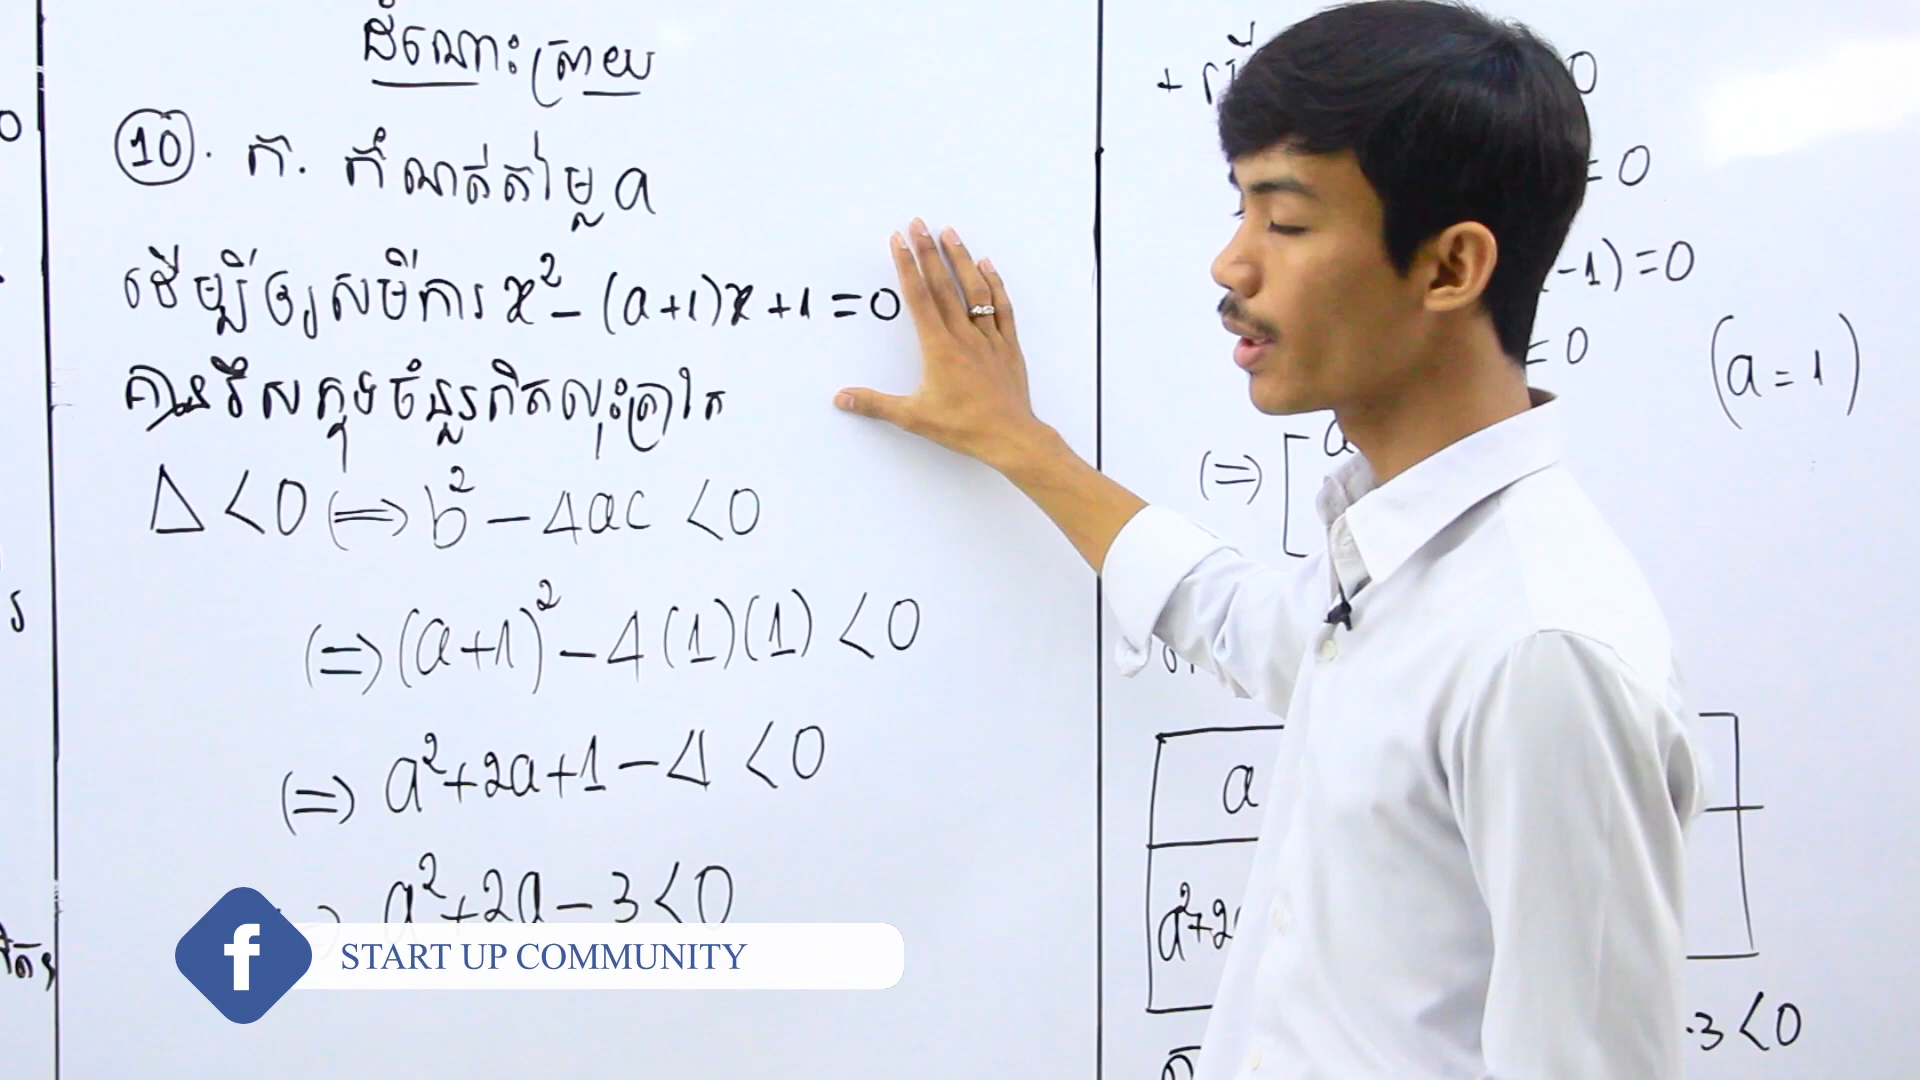 ដំណោះស្រាយ
10. ក. កំណត់តម្លៃ a
ដើម្បីឲ្យសមីការ x² - (a+1)x + 1 = 0
គ្មានរឹសក្នុងចំនួនពិតលុះត្រាតែ
Δ < 0 (=) b² - 4ac < 0
(=) (a+1)² - 4(1)(1) < 0
(=) a² + 2a + 1 - 4 < 0
a² + 2a - 3 < 0
START UP COMMUNITY
+
0
= 0
-1) = 0
= 0
(a = 1)
(=) [ a
a
a² + 2
3 < 0